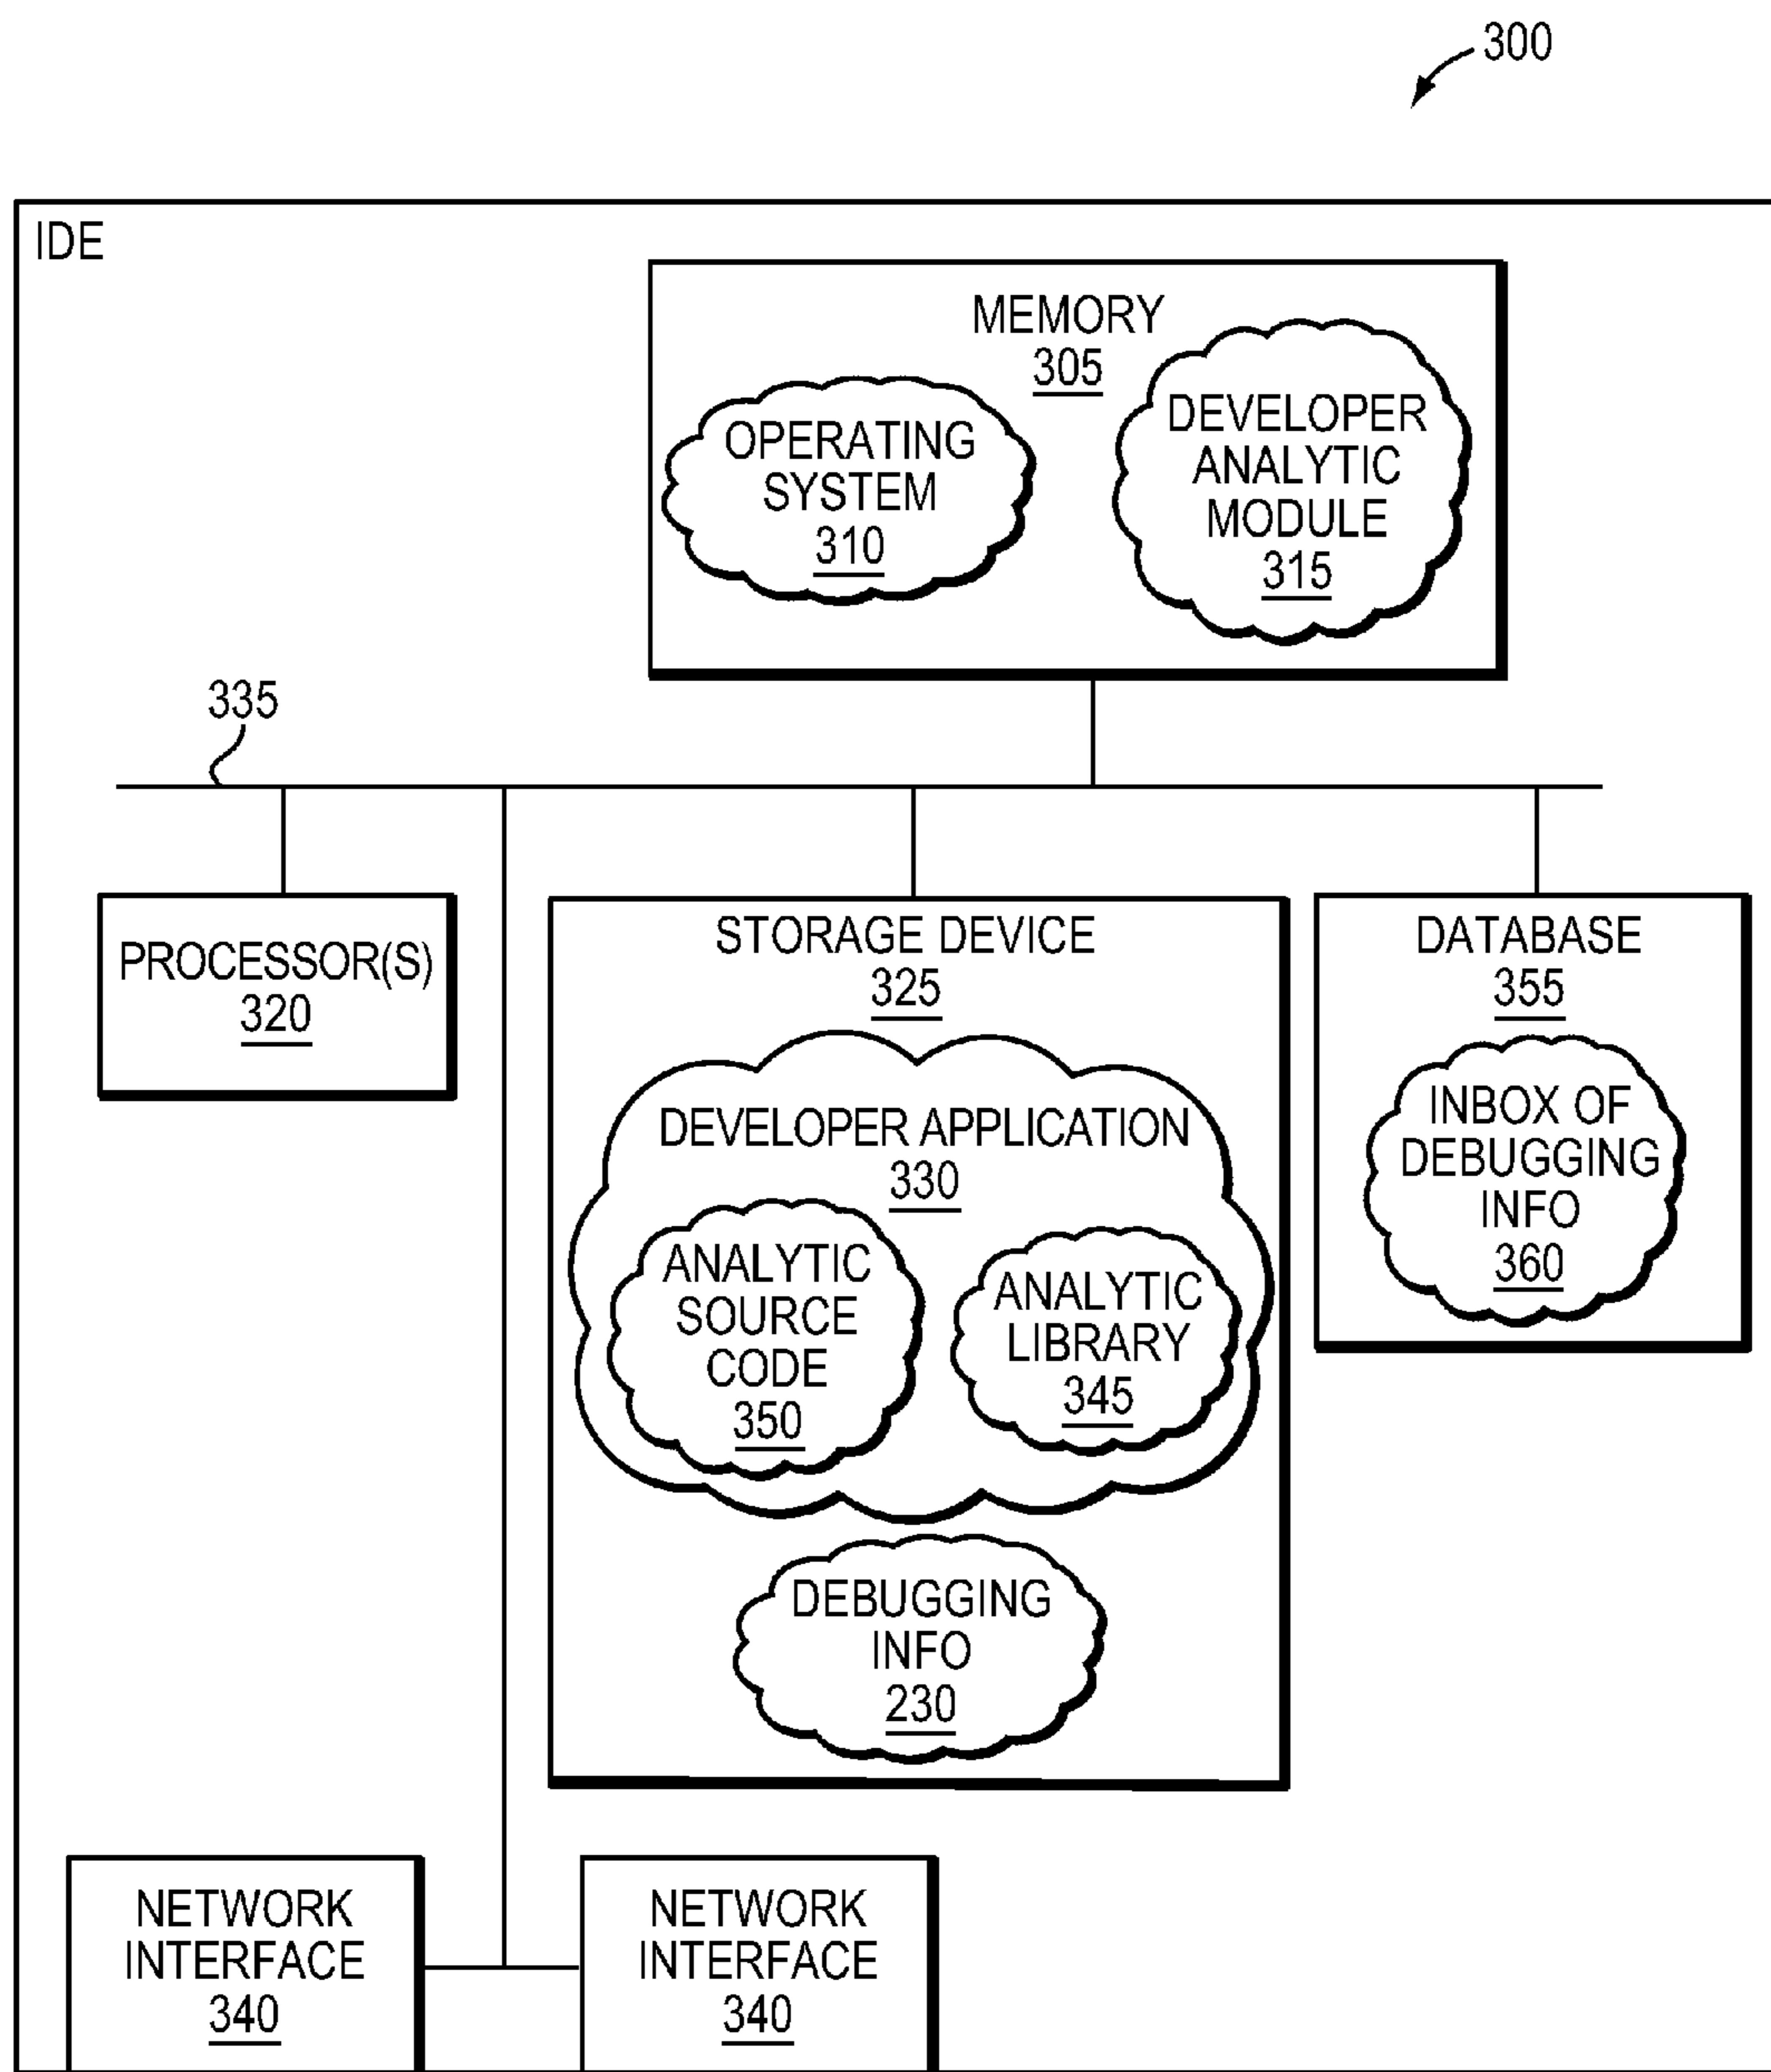 300
IDE
MEMORY
305
OPERATING
SYSTEM
310
DEVELOPER
ANALYTIC
MODULE
315
335
PROCESSOR(S)
320
STORAGE DEVICE
325
DEVELOPER APPLICATION
330
ANALYTIC
SOURCE
CODE
350
ANALYTIC
LIBRARY
345
DEBUGGING
INFO
230
DATABASE
355
INBOX OF
DEBUGGING
INFO
360
NETWORK
INTERFACE
340
NETWORK
INTERFACE
340